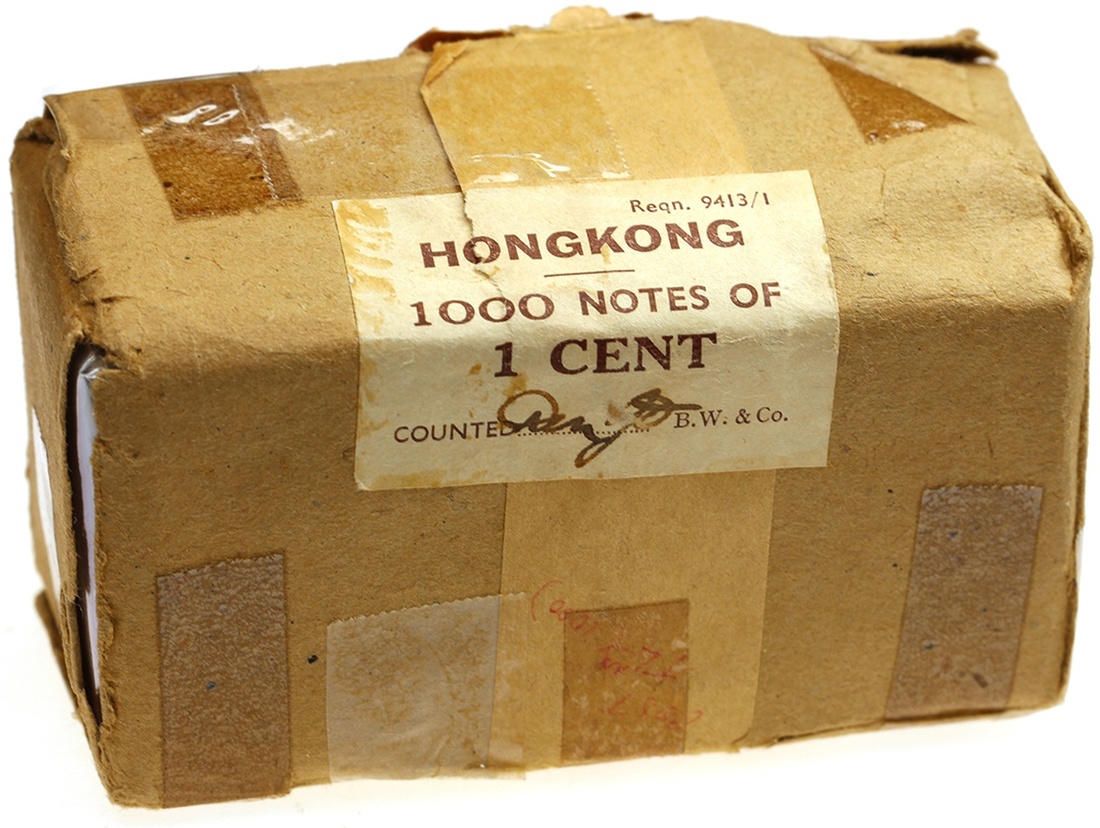 Reqn. 9413/1
HONGKONG
1000 NOTES OF
1 CENT
COUNTED B.W. & Co.